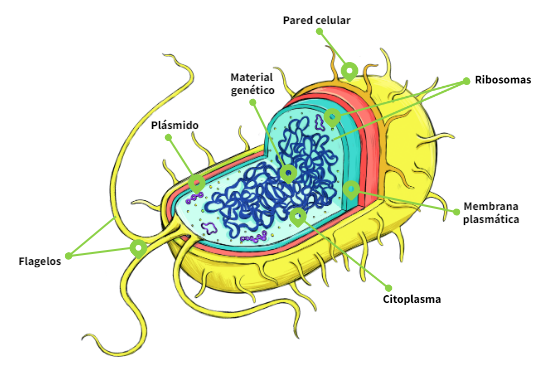 Pared celular
Material
genético
Ribosomas
Plásmido
Membrana
plasmática
Flagelos
Citoplasma